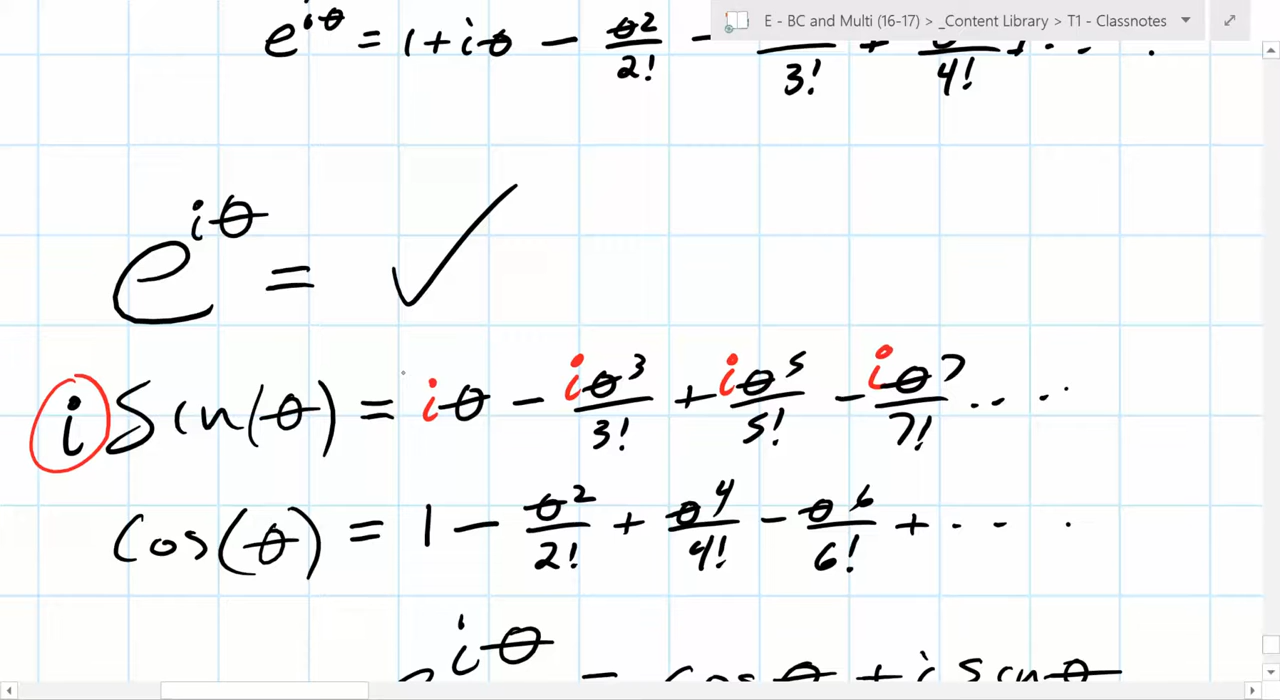 E - BC and Multi (16-17) > _Content Library > T1 - Classnotes
e^{iθ} = 1 + iθ - θ²/2! - /3! + /4! + ....
e^{iθ} = ✓
i Sin(θ) = iθ - iθ³/3! + iθ⁵/5! - iθ⁷/7! ....
Cos(θ) = 1 - θ²/2! + θ⁴/4! - θ⁶/6! + ....
e^{iθ} = cos θ + i sin θ